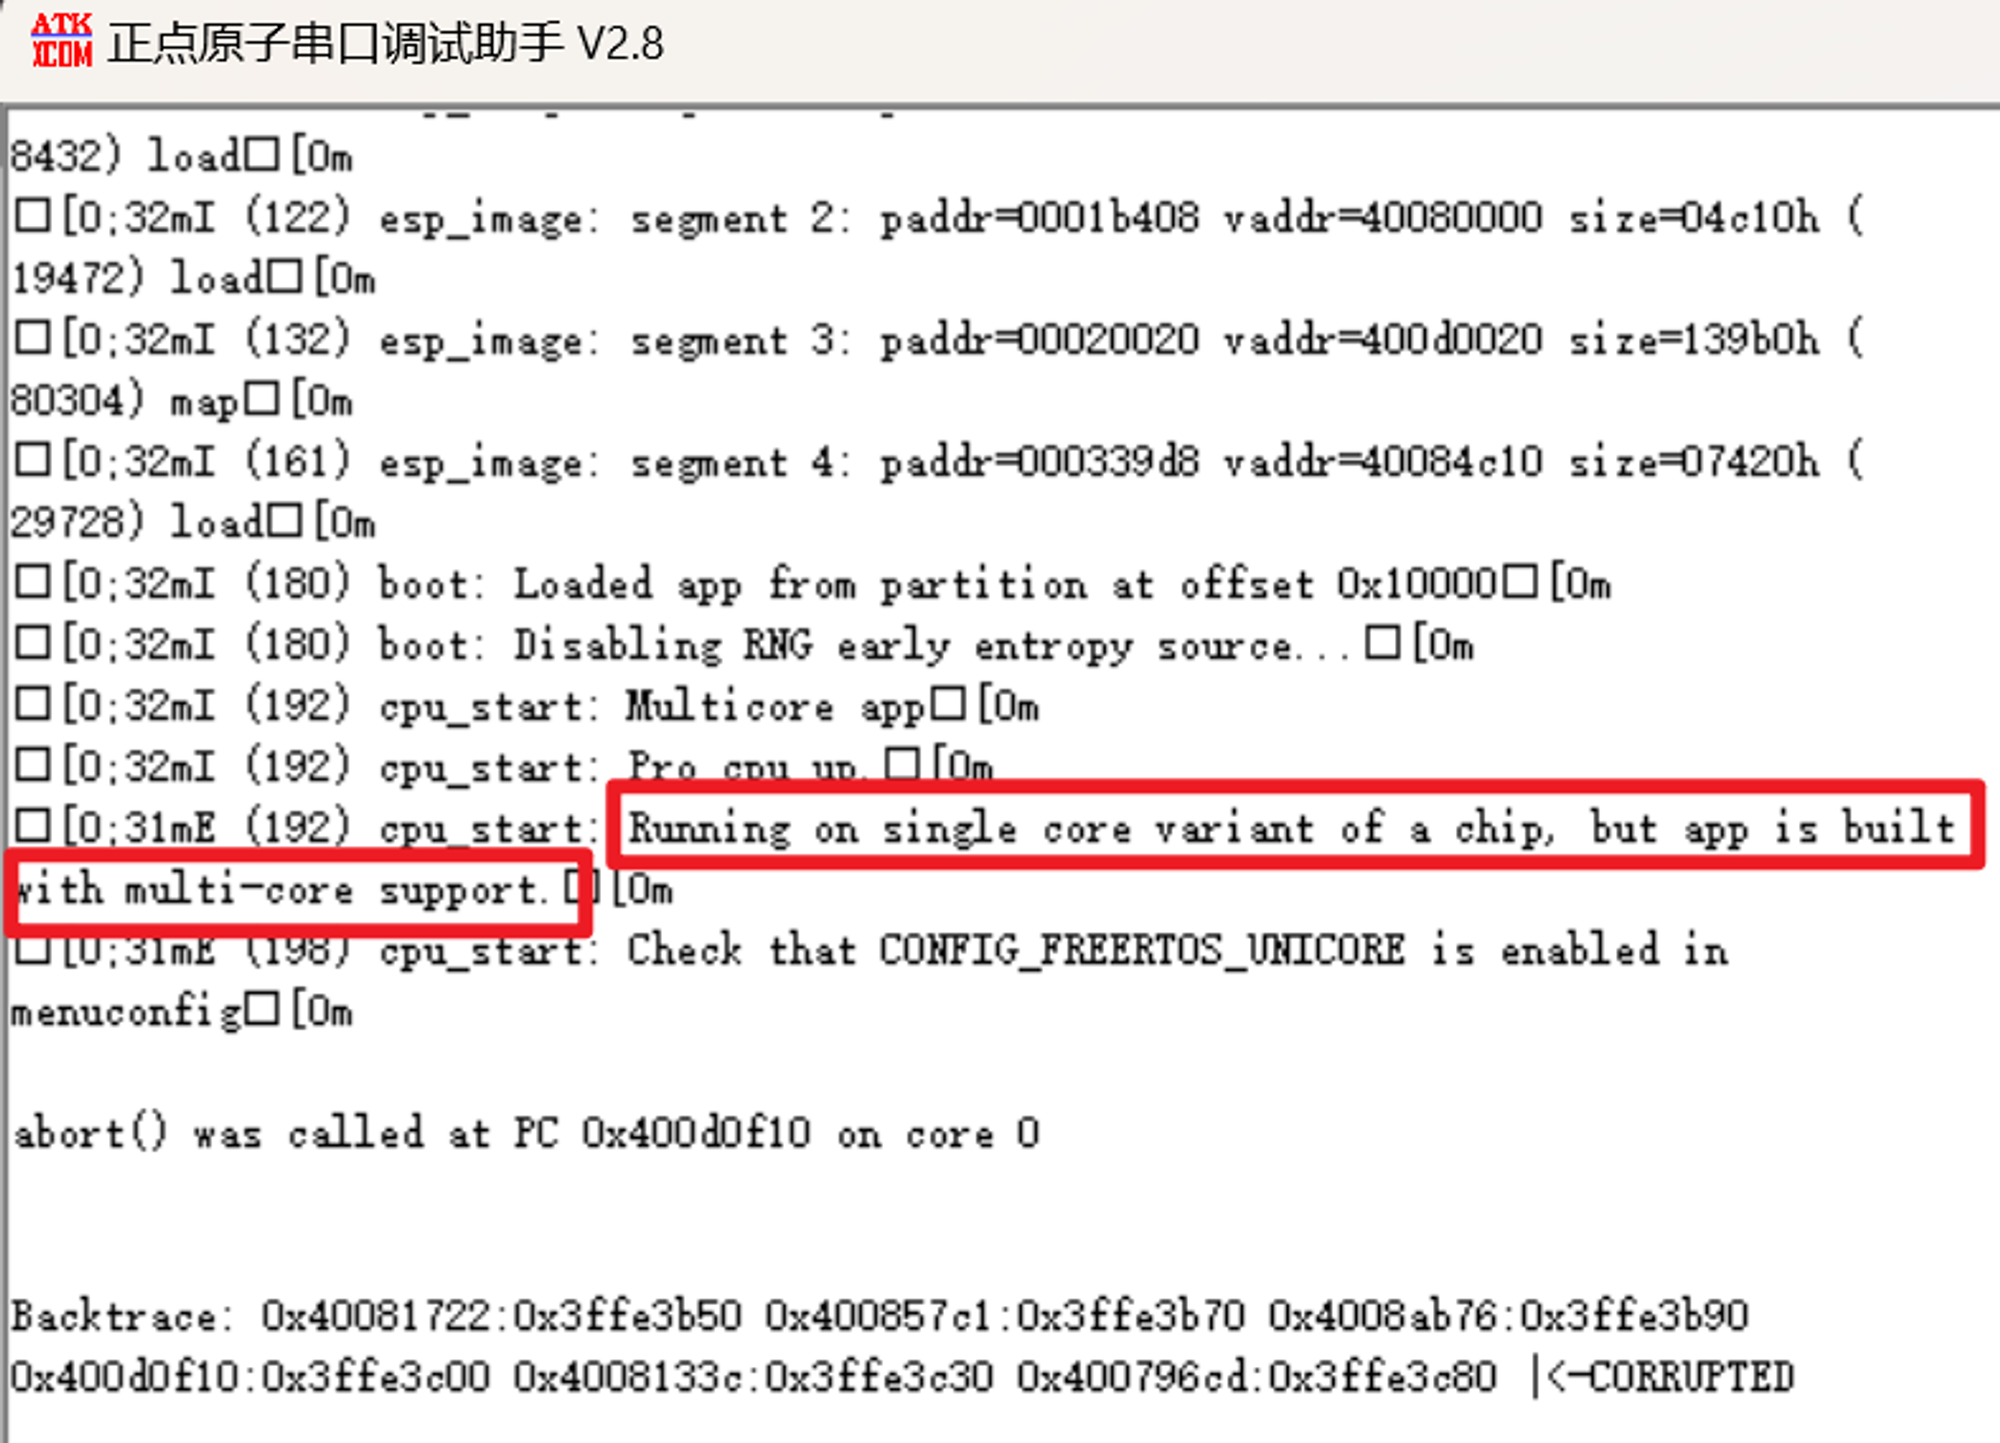 ATK
XCOM 正点原子串口调试助手 V2.8
8432) load□[0m
□[0;32mI (122) esp_image: segment 2: paddr=0001b408 vaddr=40080000 size=04c10h (
19472) load□[0m
□[0;32mI (132) esp_image: segment 3: paddr=00020020 vaddr=400d0020 size=139b0h (
80304) map□[0m
□[0;32mI (161) esp_image: segment 4: paddr=000339d8 vaddr=40084c10 size=07420h (
29728) load□[0m
□[0;32mI (180) boot: Loaded app from partition at offset 0x10000□[0m
□[0;32mI (180) boot: Disabling RNG early entropy source...□[0m
□[0;32mI (192) cpu_start: Multicore app□[0m
□[0;32mI (192) cpu_start: Pro cpu up.□[0m
□[0;31mE (192) cpu_start: Running on single core variant of a chip, but app is built
with multi-core support.□[0m
□[0;31mE (198) cpu_start: Check that CONFIG_FREERTOS_UNICORE is enabled in
menuconfig□[0m
abort() was called at PC 0x400d0f10 on core 0
Backtrace: 0x40081722:0x3ffe3b50 0x400857c1:0x3ffe3b70 0x4008ab76:0x3ffe3b90
0x400d0f10:0x3ffe3c00 0x4008133c:0x3ffe3c30 0x400796cd:0x3ffe3c80 |<-CORRUPTED